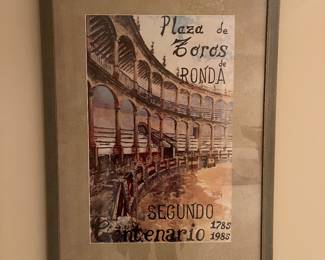 Plaza de
Toros
de
RONDA
SEGUNDO
Centenario 1785
1985